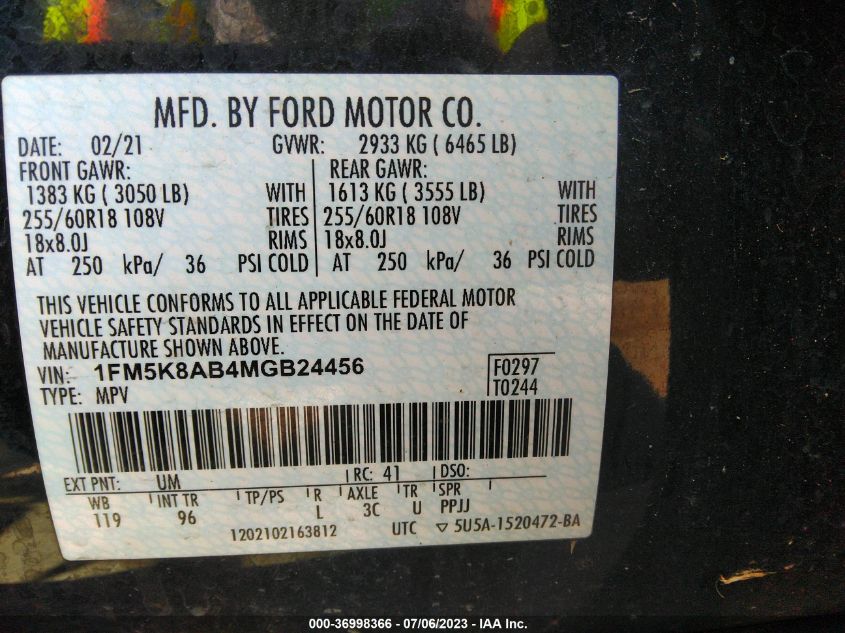 MFD. BY FORD MOTOR CO.
DATE: 02/21 GVWR: 2933 KG ( 6465 LB)
FRONT GAWR: REAR GAWR:
1383 KG ( 3050 LB) WITH 1613 KG ( 3555 LB) WITH
255/60R18 108V TIRES 255/60R18 108V TIRES
18x8.0J RIMS 18x8.0J RIMS
AT 250 kPa/ 36 PSI COLD AT 250 kPa/ 36 PSI COLD
THIS VEHICLE CONFORMS TO ALL APPLICABLE FEDERAL MOTOR
VEHICLE SAFETY STANDARDS IN EFFECT ON THE DATE OF
MANUFACTURE SHOWN ABOVE.
VIN: 1FM5K8AB4MGB24456 F0297
TYPE: MPV T0244
EXT PNT: UM RC: 41 DSO:
WB INT TR TP/PS R AXLE TR SPR
119 96 L 3C U PPJJ
1202102163812 UTC ▽ 5U5A-1520472-BA
000-36998366 - 07/06/2023 - IAA Inc.